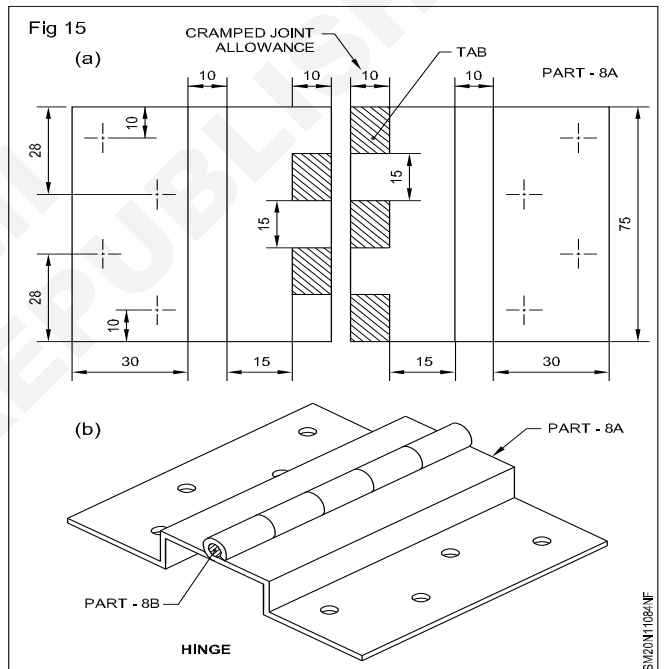 Fig 15
CRAMPED JOINT
ALLOWANCE
TAB
(a)
PART - 8A
10
10
10
10
10
28
15
15
75
28
10
30
15
15
30
(b)
PART - 8A
PART - 8B
HINGE
SM20N11084NF